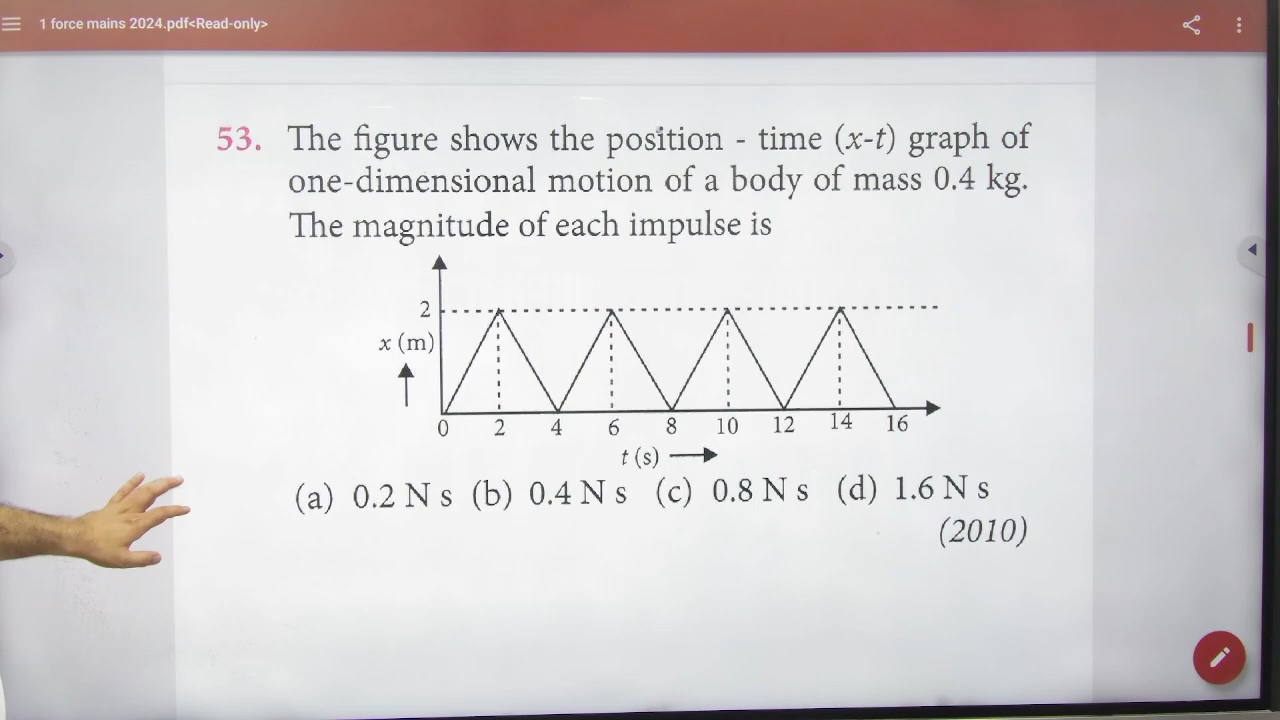 1 force mains 2024.pdf<Read-only>
53. The figure shows the position - time (x-t) graph of
one-dimensional motion of a body of mass 0.4 kg.
The magnitude of each impulse is
2
x (m)
0 2 4 6 8 10 12 14 16
t (s)
(a) 0.2 N s (b) 0.4 N s (c) 0.8 N s (d) 1.6 N s
(2010)